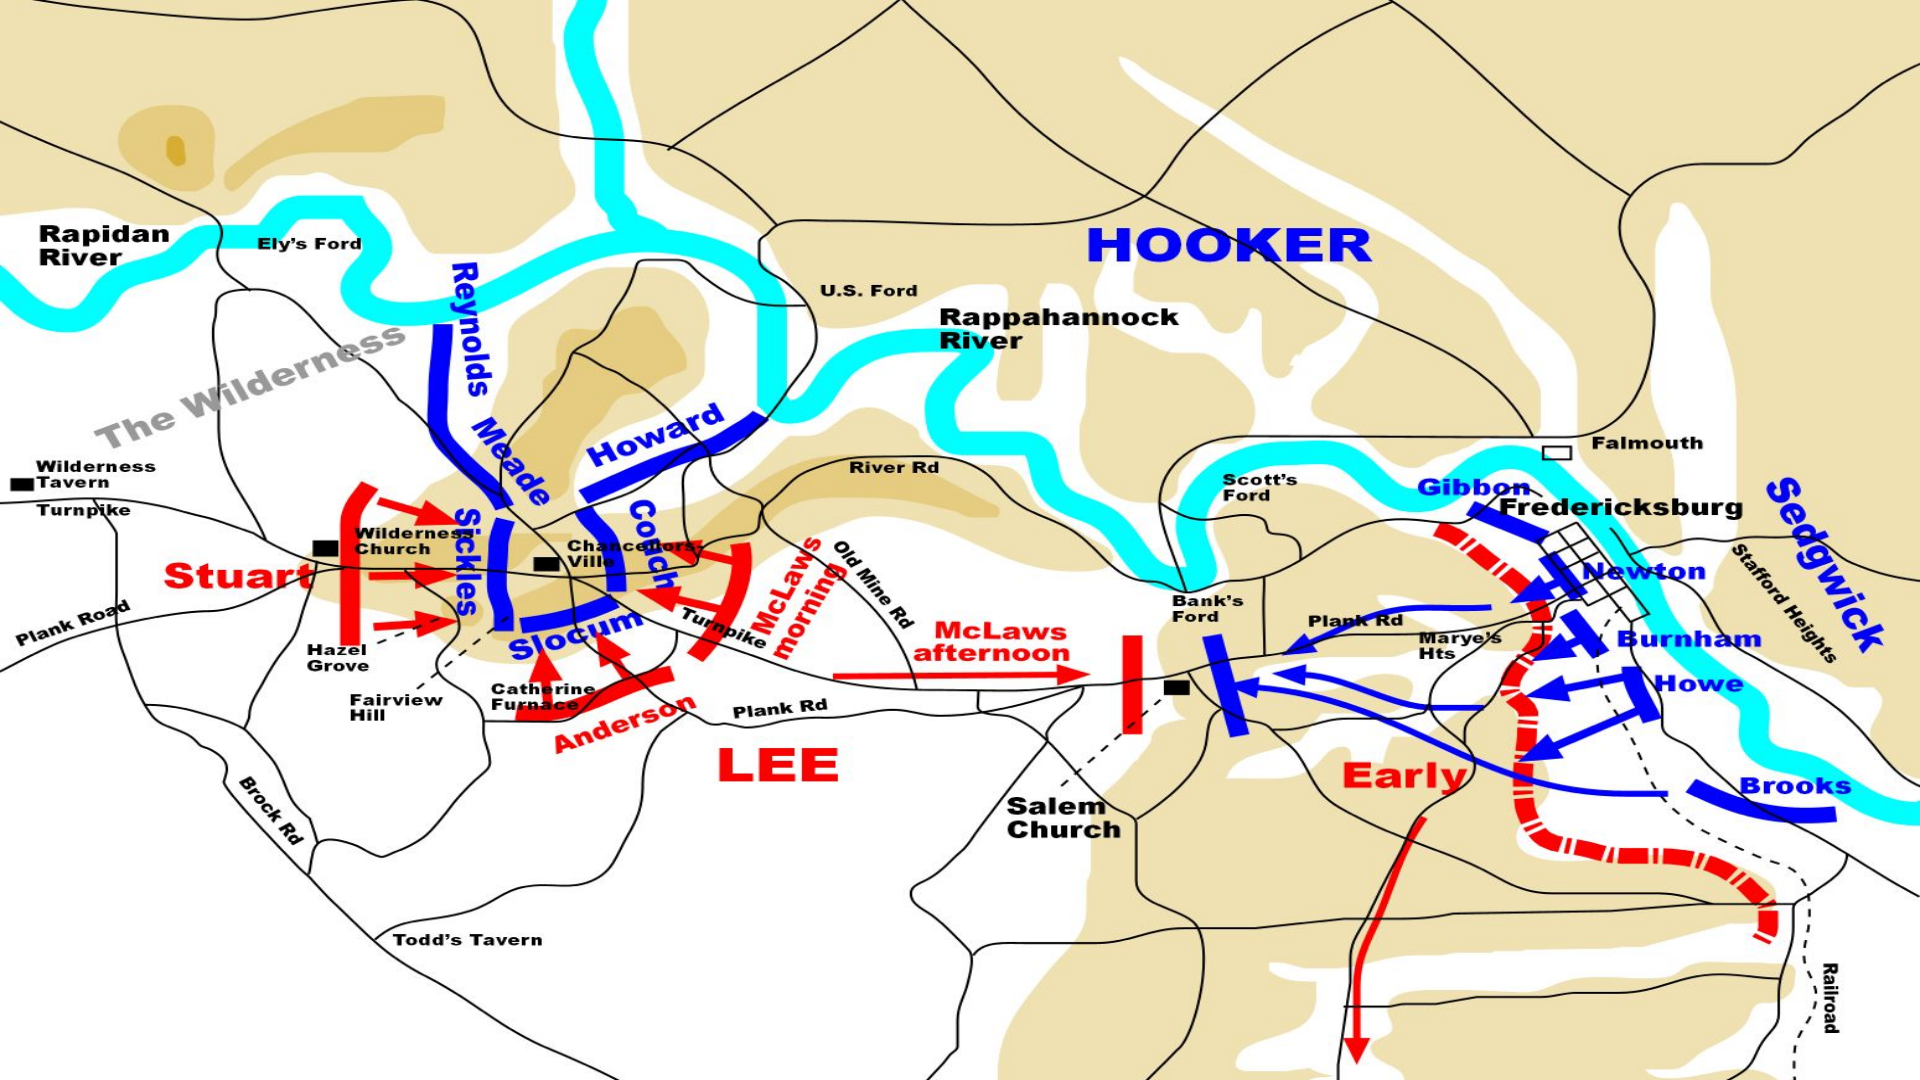 HOOKER
Rapidan
River
Ely's Ford
Reynolds
U.S. Ford
Rappahannock
River
The Wilderness
Meade
Howard
Wilderness
Tavern
Turnpike
River Rd
Scott's
Ford
Falmouth
Gibbon
Fredericksburg
Sedgwick
Stafford Heights
Sickles
Couch
Wilderness
Church
Chancellors-
Ville
Stuart
McLaws
morning
Old Mine Rd
Newton
Plank Road
Slocum
Turnpike
McLaws
afternoon
Bank's
Ford
Plank Rd
Marye's
Hts
Burnham
Hazel
Grove
Howe
Fairview
Hill
Catherine
Furnace
Anderson
Plank Rd
LEE
Early
Brooks
Brock Rd
Salem
Church
Todd's Tavern
Railroad